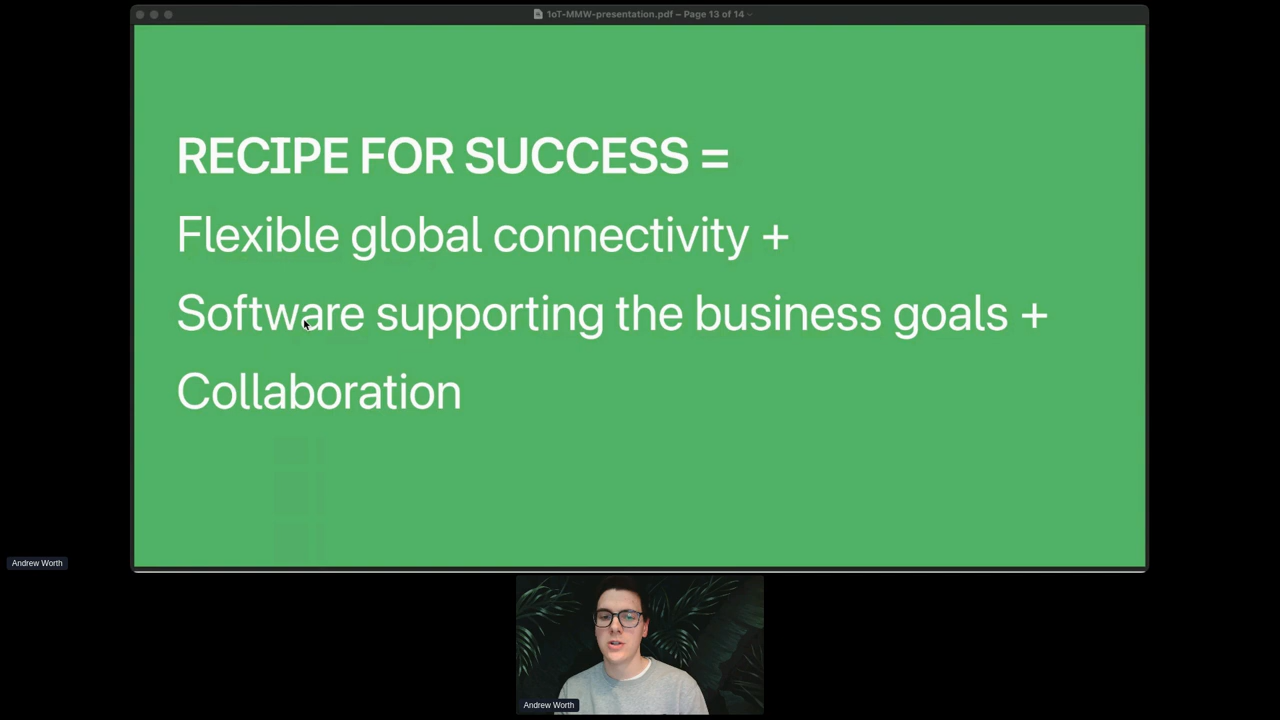 1oT-MMW-presentation.pdf – Page 13 of 14
RECIPE FOR SUCCESS =
Flexible global connectivity +
Software supporting the business goals +
Collaboration
Andrew Worth
Andrew Worth